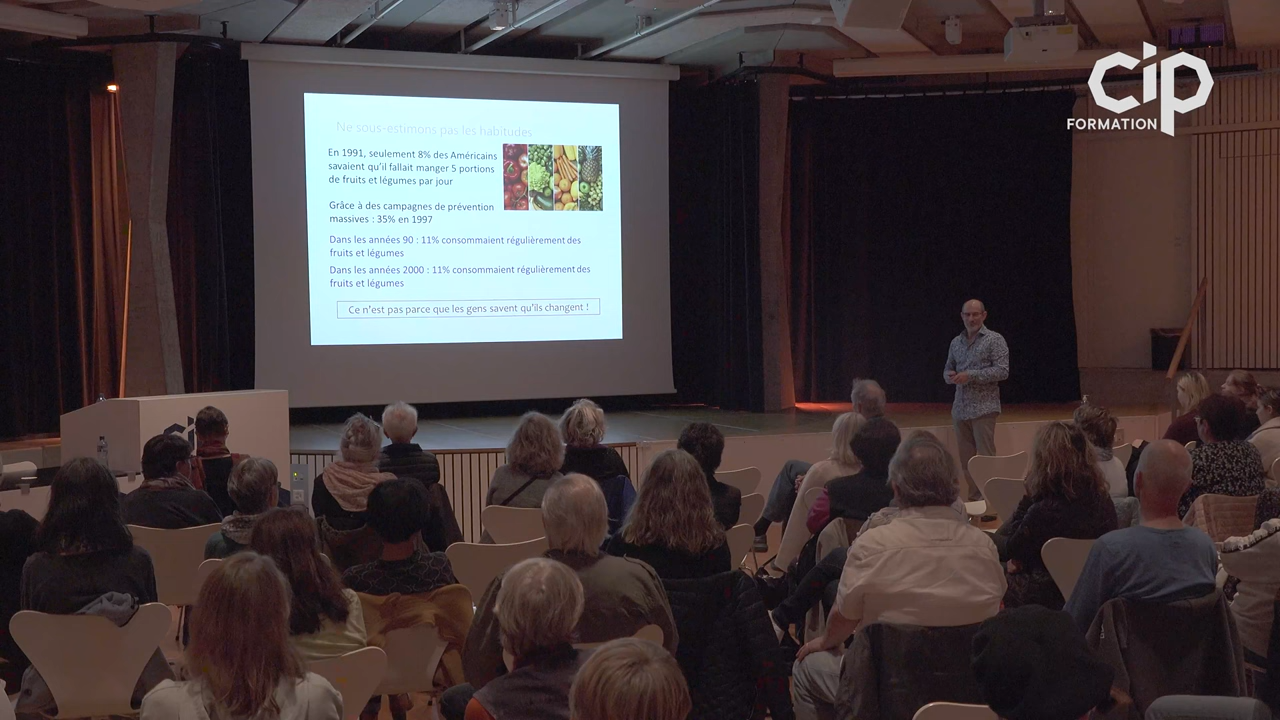 cip
FORMATION
Ne sous-estimons pas les habitudes
En 1991, seulement 8% des Américains
savaient qu'il fallait manger 5 portions
de fruits et légumes par jour
Grâce à des campagnes de prévention
massives : 35% en 1997
Dans les années 90 : 11% consommaient régulièrement des
fruits et légumes
Dans les années 2000 : 11% consommaient régulièrement des
fruits et légumes
Ce n'est pas parce que les gens savent qu'ils changent !